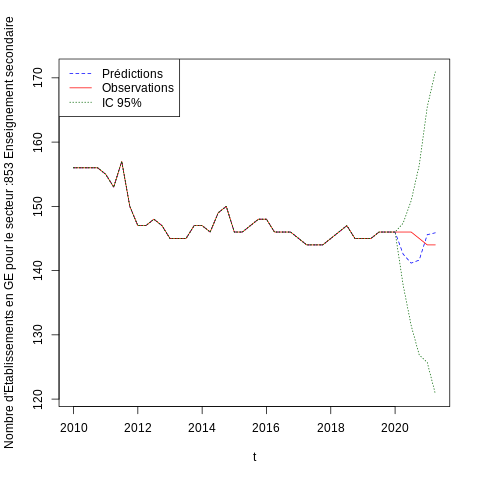 Nombre d'Etablissements en GE pour le secteur :853 Enseignement secondaire
170
160
150
140
130
120
Prédictions
Observations
IC 95%
2010 2012 2014 2016 2018 2020
t